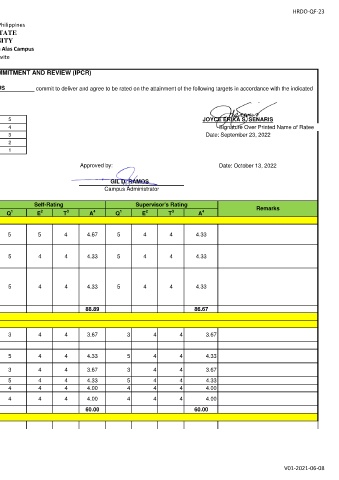 HRDO-QF-23
Philippines
TATE
SITY
Alas Campus
vite
MMITMENT AND REVIEW (IPCR)
OS commit to deliver and agree to be rated on the attainment of the following targets in accordance with the indicated
JOYCE ERIKA S. SENARIS
5
4 Signature Over Printed Name of Ratee
3 Date: September 23, 2022
2
1
Approved by: Date: October 13, 2022
GIL D. RAMOS
Campus Administrator
Self-Rating Supervisor's Rating Remarks
Q1 E2 T3 A4 Q1 E2 T3 A4
5 5 4 4.67 5 4 4 4.33
5 4 4 4.33 5 4 4 4.33
5 4 4 4.33 5 4 4 4.33
88.89 86.67
3 4 4 3.67 3 4 4 3.67
5 4 4 4.33 5 4 4 4.33
3 4 4 3.67 3 4 4 3.67
5 4 4 4.33 5 4 4 4.33
4 4 4 4.00 4 4 4 4.00
4 4 4 4.00 4 4 4 4.00
60.00 60.00
V01-2021-06-08